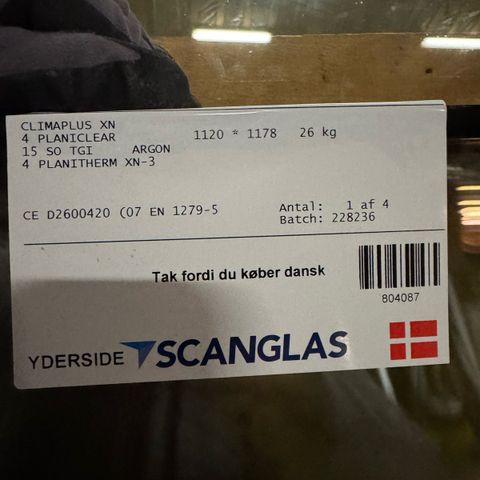 CLIMAPLUS XN
4 PLANICLEAR 1120 * 1178 26 kg
15 SO TGI ARGON
4 PLANITHERM XN-3
CE D2600420 (07 EN 1279-5 Antal: 1 af 4
Batch: 228236
Tak fordi du køber dansk
804087
YDERSIDE SCANGLAS